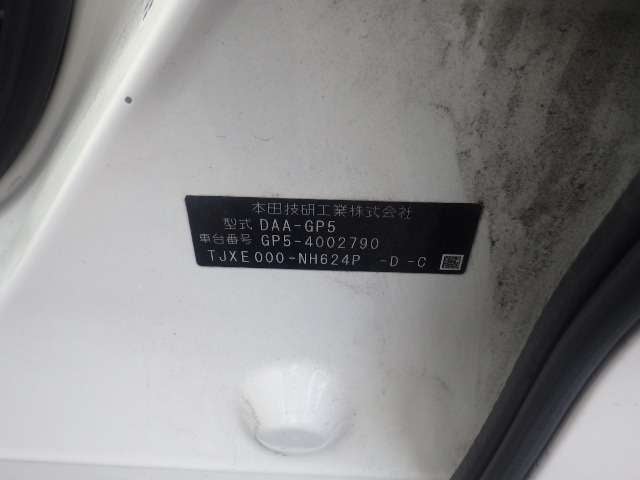 本田技研工業株式会社
型式 DAA-GP5
車台番号 GP5-4002790
TJXE000-NH624P -D -C